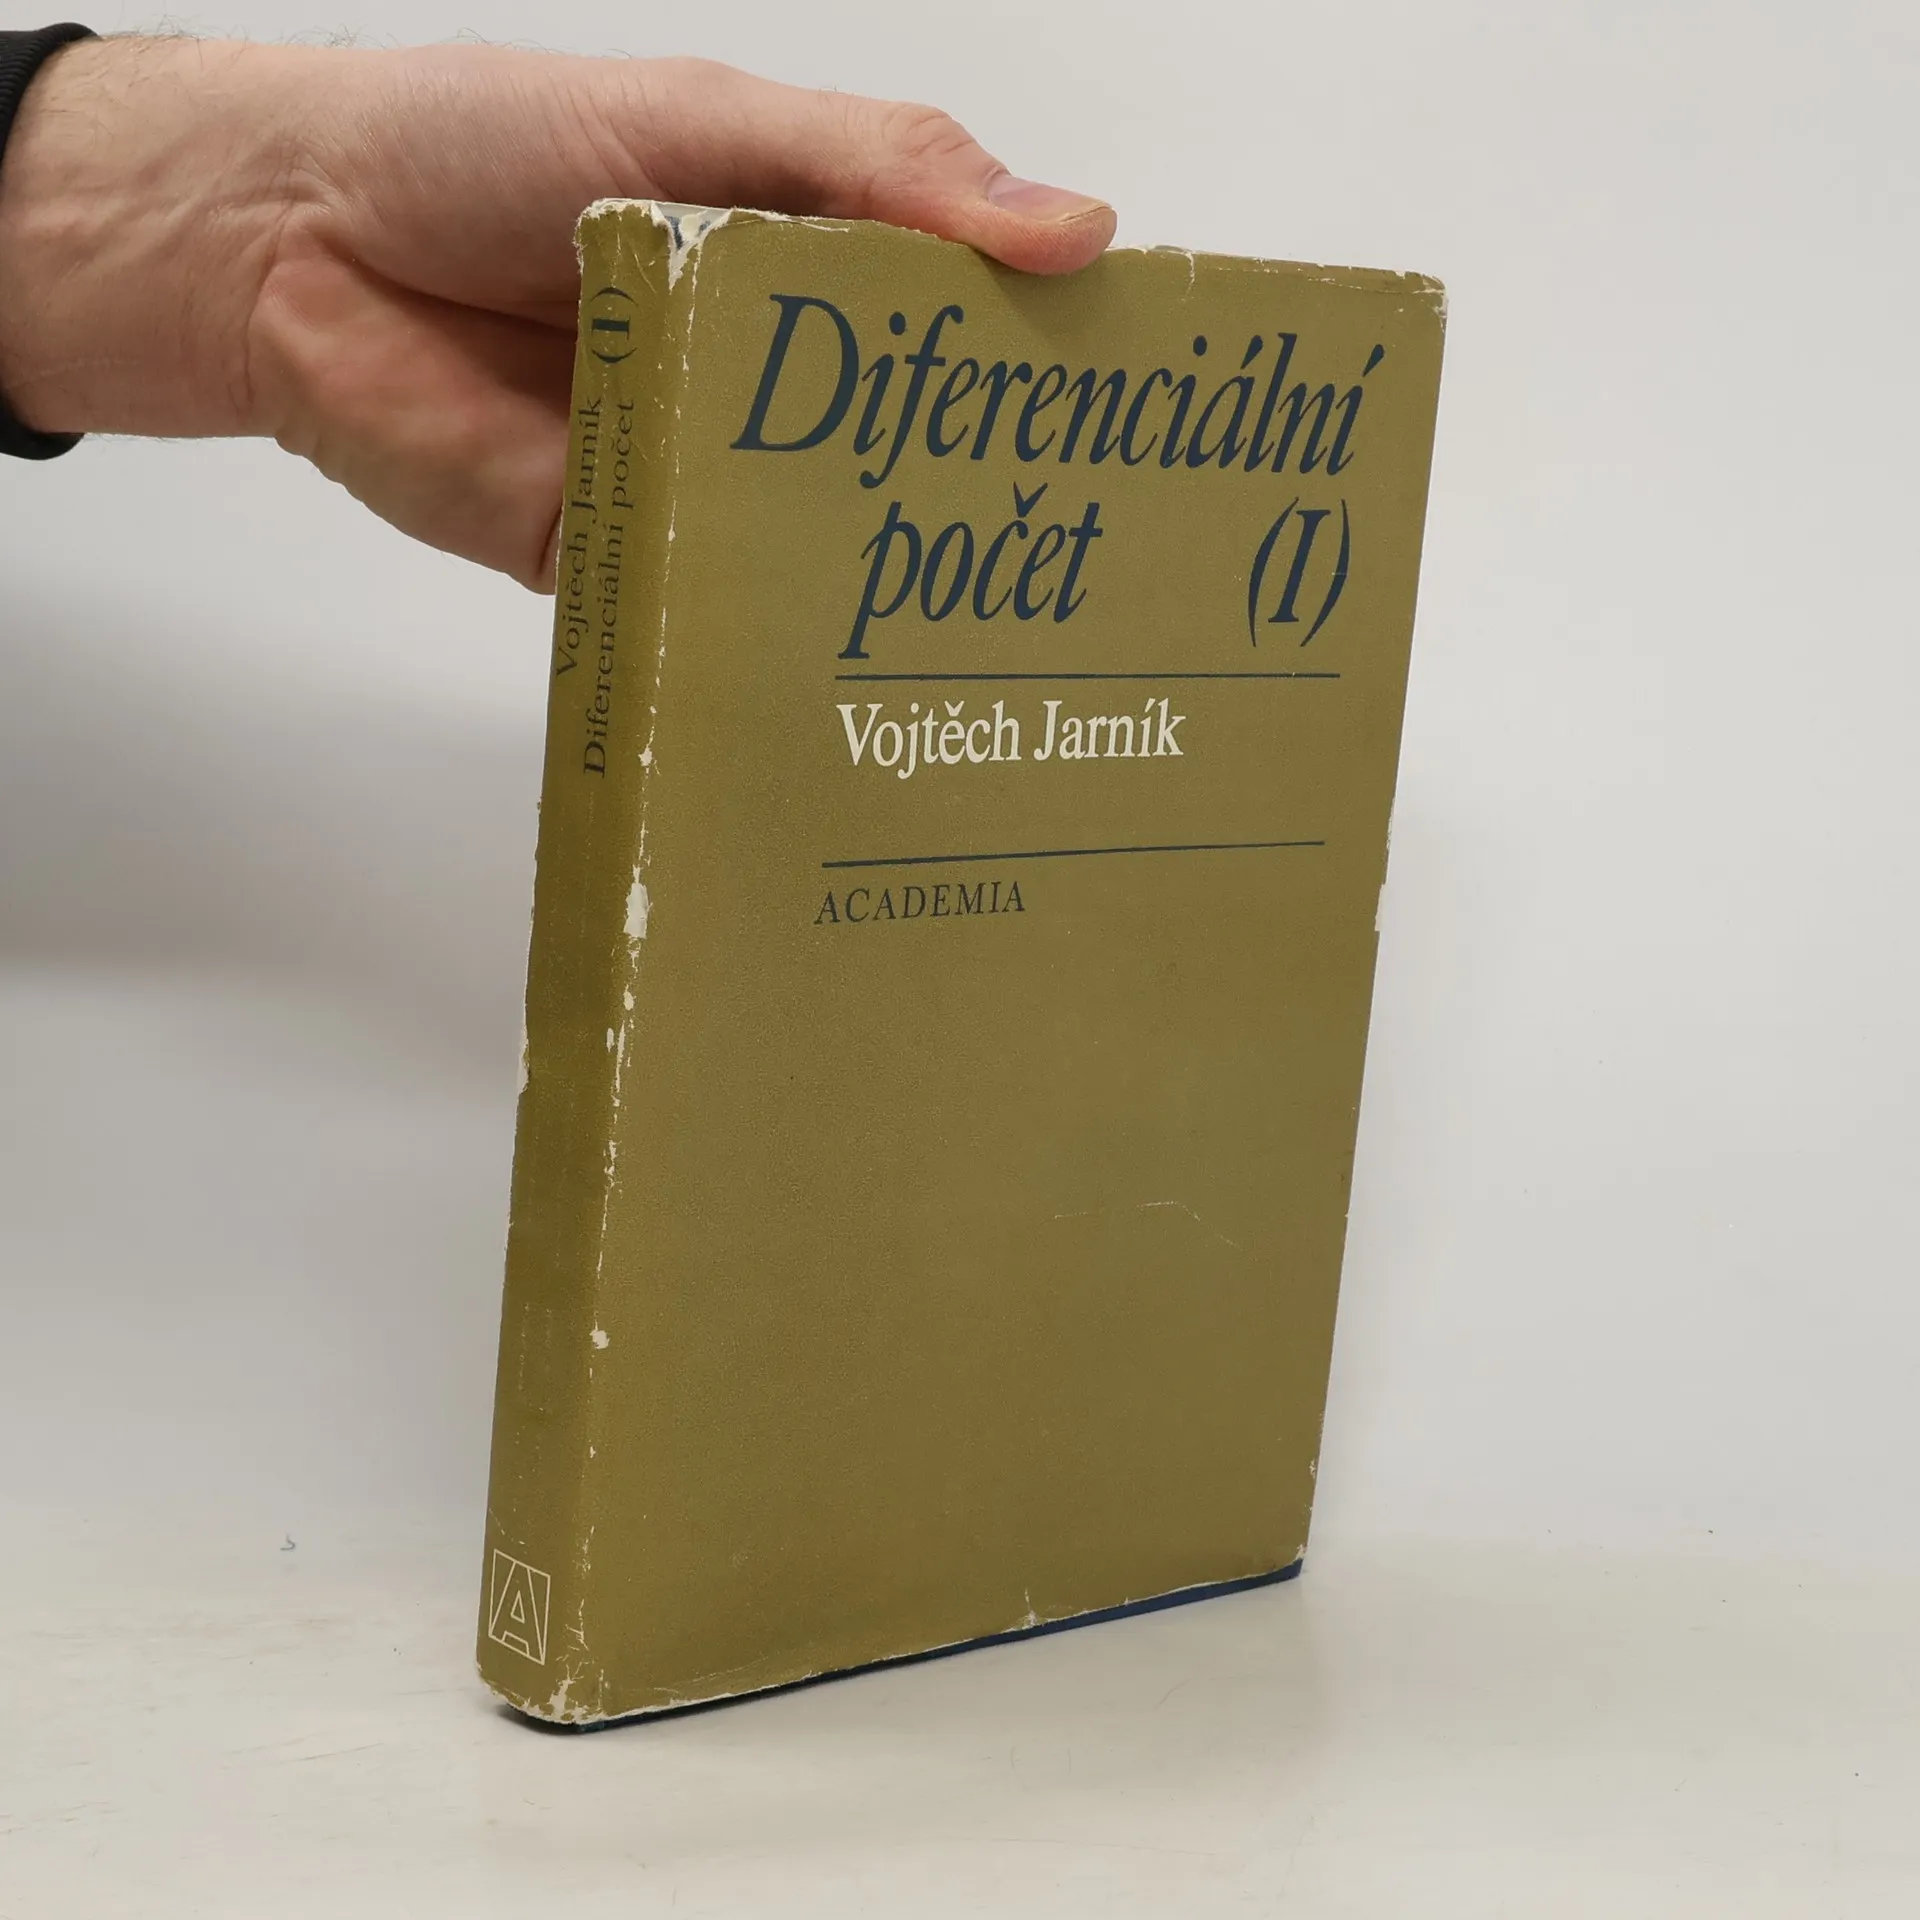 Diferenciální
počet (I)
Vojtěch Jarník
ACADEMIA
Vojtěch Jarník
Diferenciální počet (I)
A